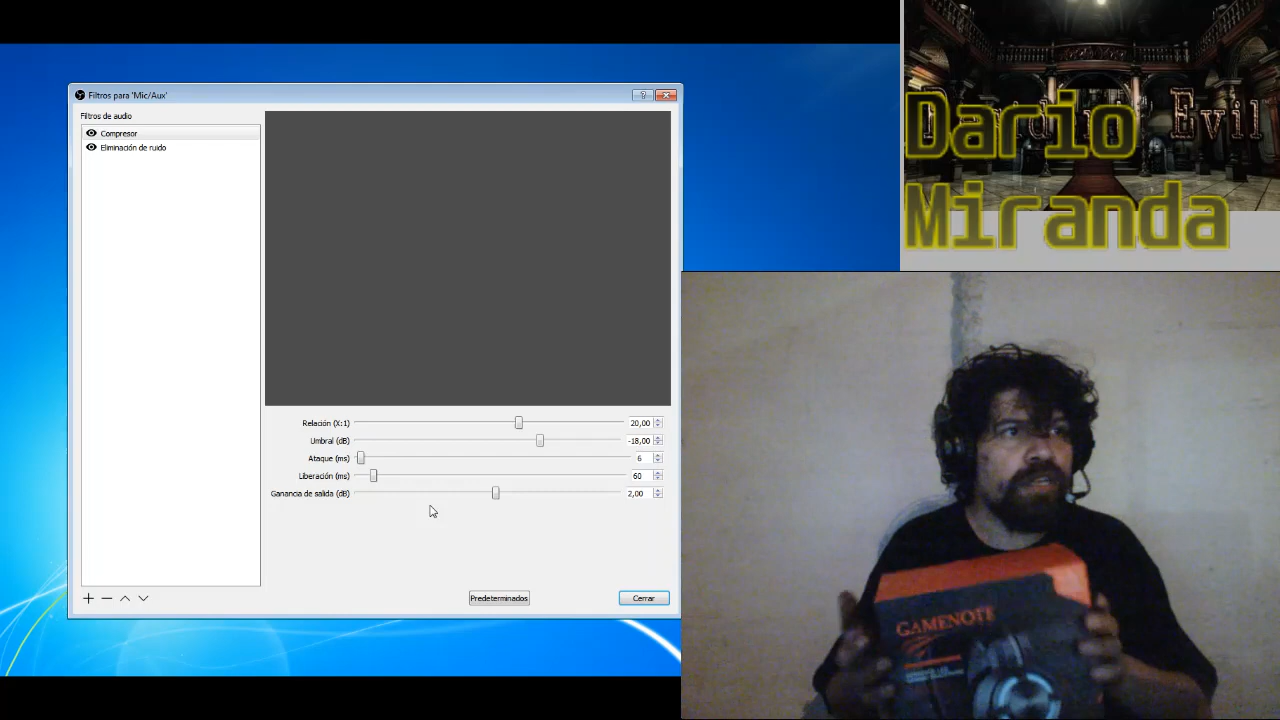 Filtros para 'Mic/Aux'
Filtros de audio
Compresor
Eliminación de ruido
Relación (X:1) 20,00
Umbral (dB) -18,00
Ataque (ms) 6
Liberación (ms) 60
Ganancia de salida (dB) 2,00
Predeterminados
Cerrar
Dario
Evil
Miranda
GAMENOTE